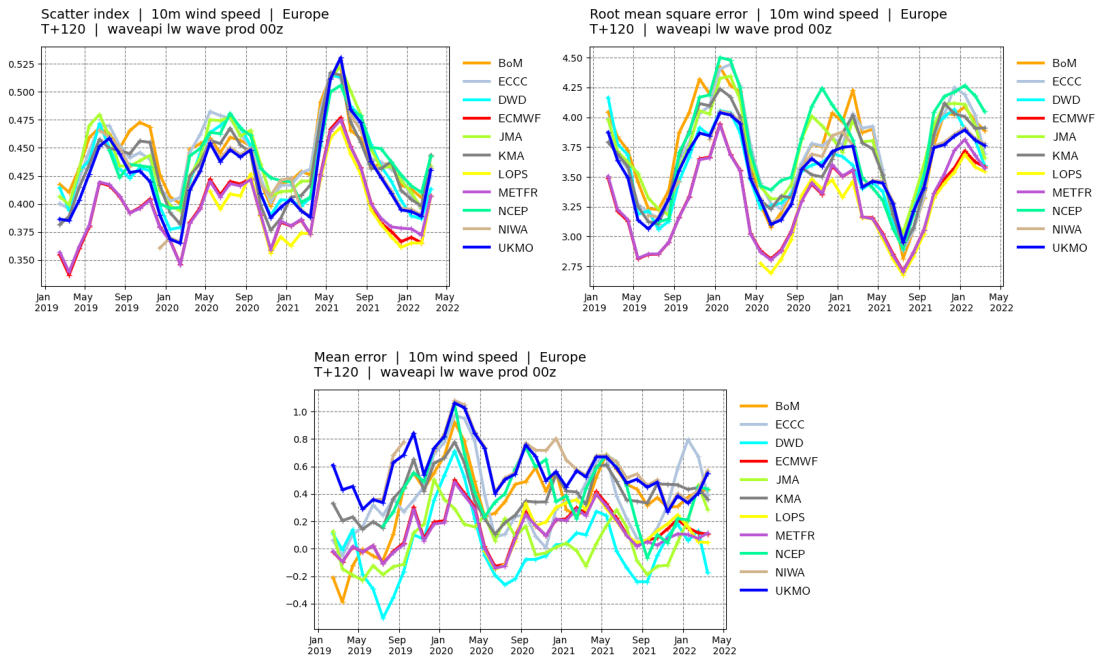 Scatter index | 10m wind speed | Europe
T+120 | waveapi lw wave prod 00z
0.525
0.500
0.475
0.450
0.425
0.400
0.375
0.350
Jan May Sep Jan May Sep Jan May Sep Jan May
2019 2019 2019 2020 2020 2020 2021 2021 2021 2022 2022
BoM
ECCC
DWD
ECMWF
JMA
KMA
LOPS
METFR
NCEP
NIWA
UKMO
Root mean square error | 10m wind speed | Europe
T+120 | waveapi lw wave prod 00z
4.50
4.25
4.00
3.75
3.50
3.25
3.00
2.75
Jan May Sep Jan May Sep Jan May Sep Jan May
2019 2019 2019 2020 2020 2020 2021 2021 2021 2022 2022
BoM
ECCC
DWD
ECMWF
JMA
KMA
LOPS
METFR
NCEP
NIWA
UKMO
Mean error | 10m wind speed | Europe
T+120 | waveapi lw wave prod 00z
1.0
0.8
0.6
0.4
0.2
0.0
−0.2
−0.4
Jan May Sep Jan May Sep Jan May Sep Jan May
2019 2019 2019 2020 2020 2020 2021 2021 2021 2022 2022
BoM
ECCC
DWD
ECMWF
JMA
KMA
LOPS
METFR
NCEP
NIWA
UKMO